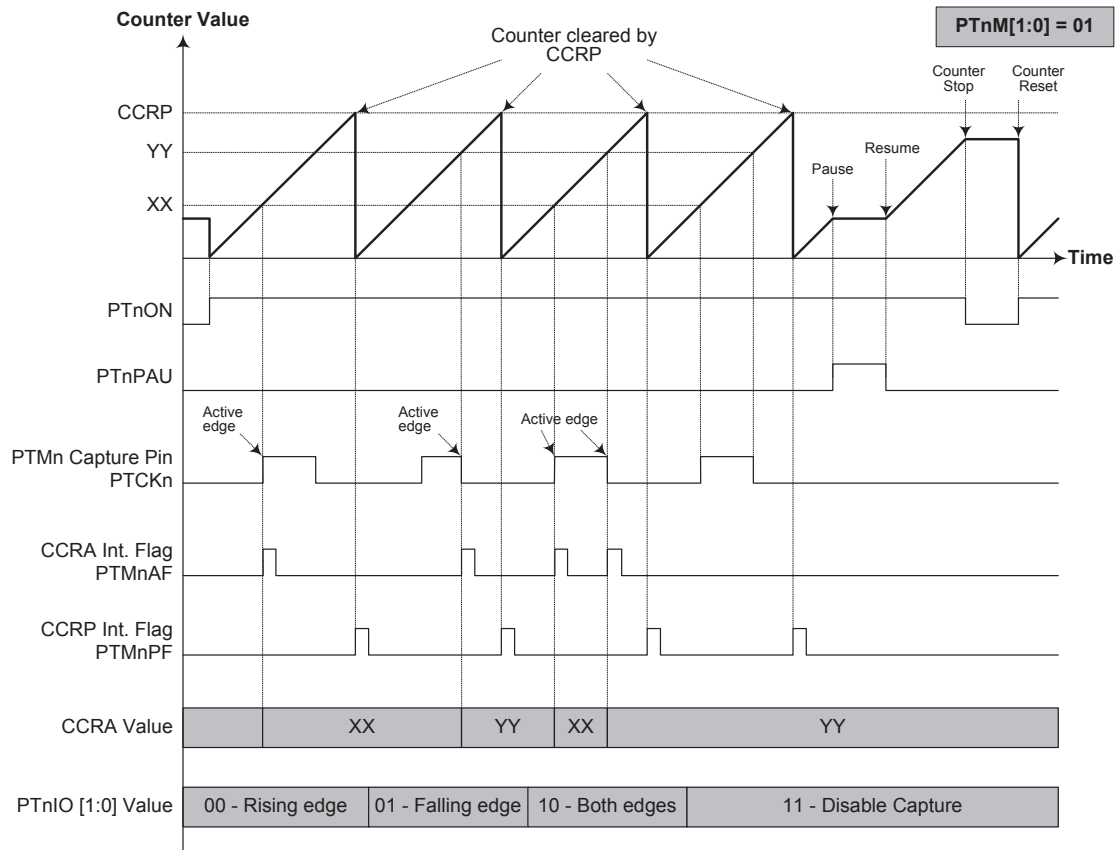 Counter Value
PTnM[1:0] = 01
Counter cleared by
CCRP
Counter
Stop
Counter
Reset
CCRP
YY
XX
Pause
Resume
Time
PTnON
PTnPAU
Active
edge
Active
edge
Active edge
PTMn Capture Pin
PTCKn
CCRA Int. Flag
PTMnAF
CCRP Int. Flag
PTMnPF
CCRA Value
XX
YY
XX
YY
PTnIO [1:0] Value
00 - Rising edge
01 - Falling edge
10 - Both edges
11 - Disable Capture